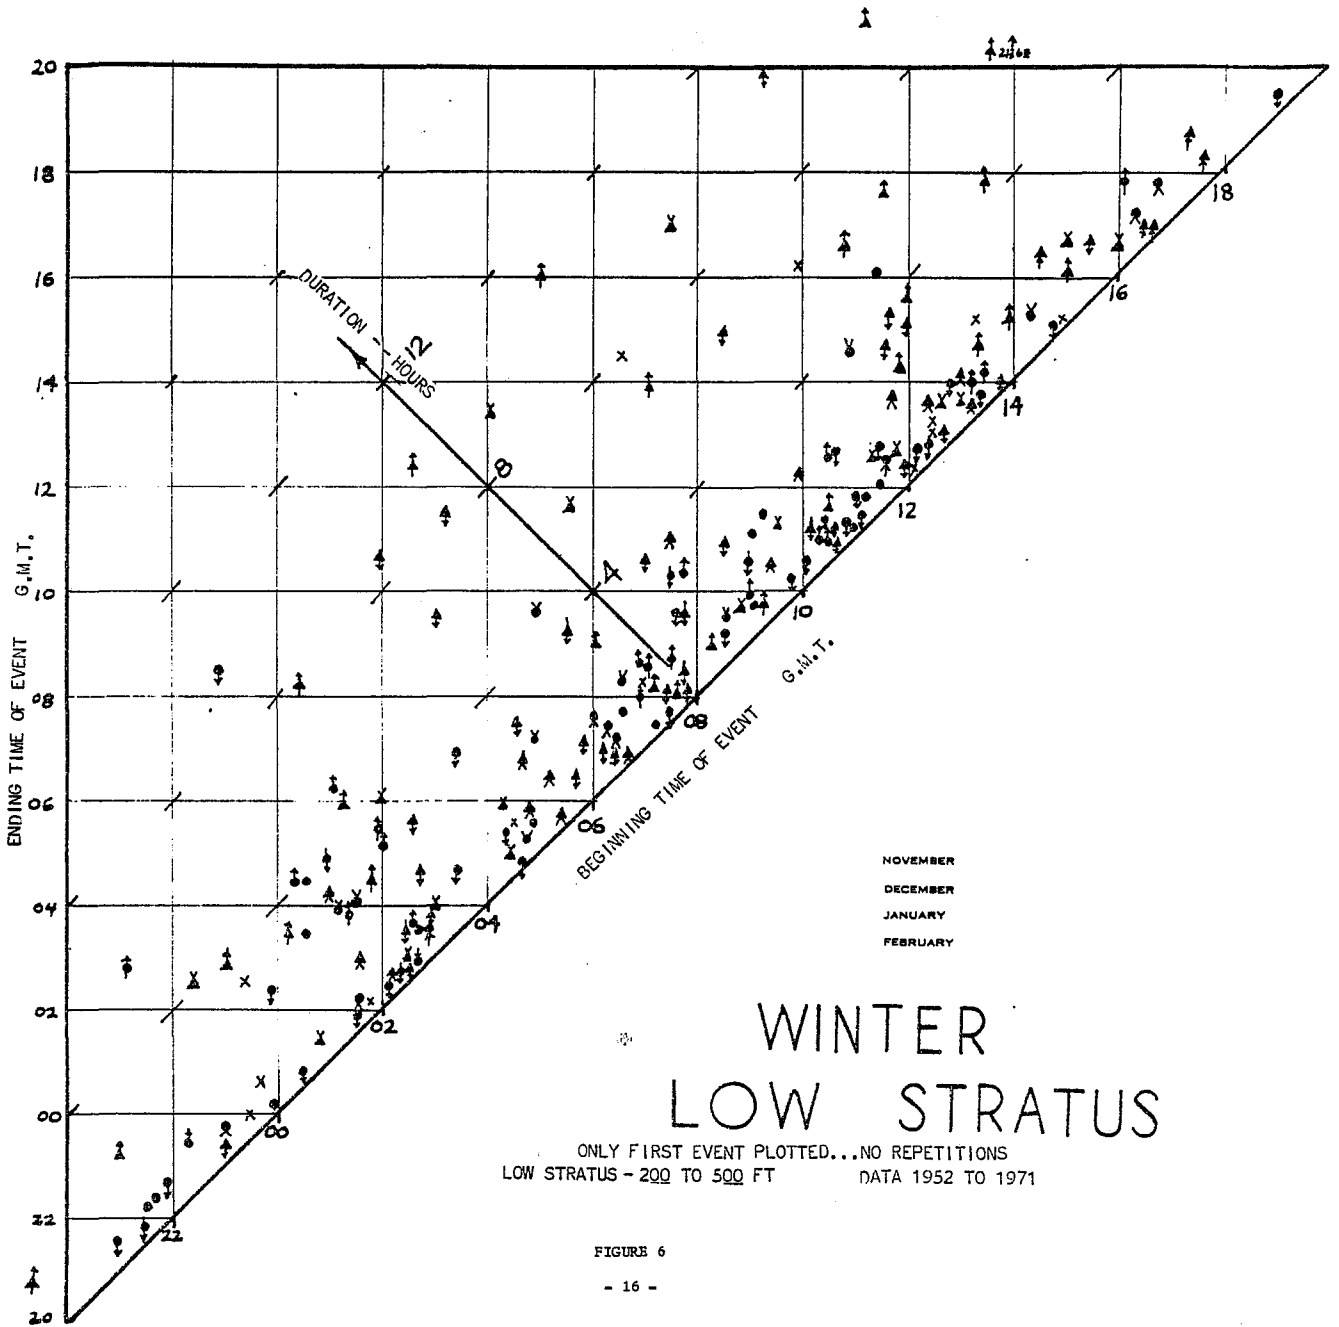 20
18
16
14
12
10
08
06
04
02
00
22
20
ENDING TIME OF EVENT G.M.T.
DURATION -- HOURS
12
8
4
18
16
14
12
10
08
06
04
02
00
22
BEGINNING TIME OF EVENT G.M.T.
NOVEMBER
DECEMBER
JANUARY
FEBRUARY
WINTER
LOW STRATUS
ONLY FIRST EVENT PLOTTED...NO REPETITIONS
LOW STRATUS - 200 TO 500 FT DATA 1952 TO 1971
FIGURE 6
- 16 -